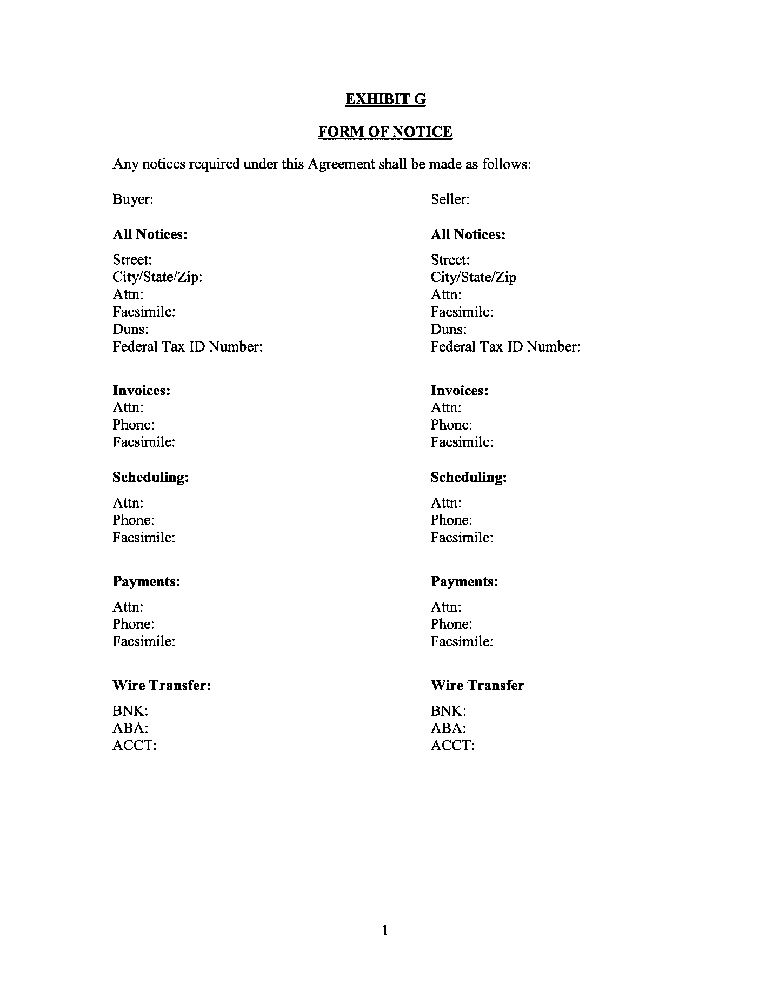 EXHIBIT G
FORM OF NOTICE
Any notices required under this Agreement shall be made as follows:
Buyer: Seller:
All Notices: All Notices:
Street: Street:
City/State/Zip: City/State/Zip
Attn: Attn:
Facsimile: Facsimile:
Duns: Duns:
Federal Tax ID Number: Federal Tax ID Number:
Invoices: Invoices:
Attn: Attn:
Phone: Phone:
Facsimile: Facsimile:
Scheduling: Scheduling:
Attn: Attn:
Phone: Phone:
Facsimile: Facsimile:
Payments: Payments:
Attn: Attn:
Phone: Phone:
Facsimile: Facsimile:
Wire Transfer: Wire Transfer
BNK: BNK:
ABA: ABA:
ACCT: ACCT:
1